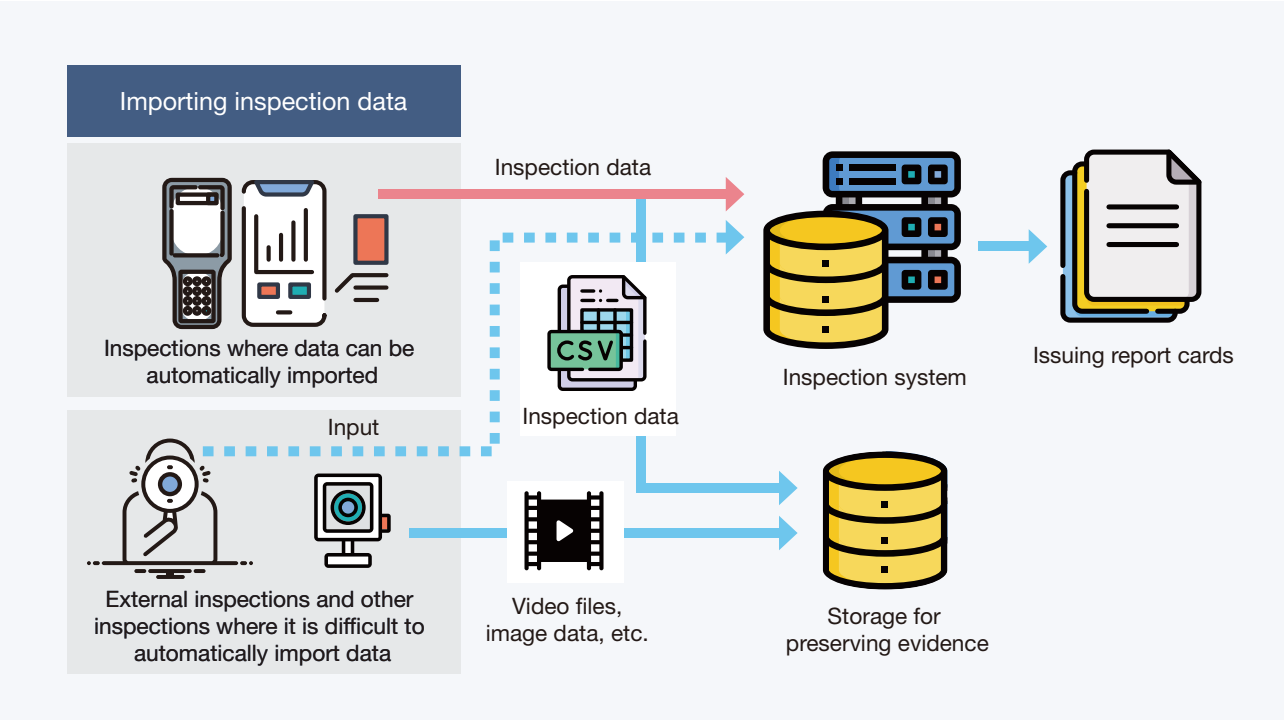 Importing inspection data
Inspection data
Inspections where data can be
automatically imported
Input
CSV
Inspection data
Inspection system
Issuing report cards
External inspections and other
inspections where it is difficult to
automatically import data
Video files,
image data, etc.
Storage for
preserving evidence